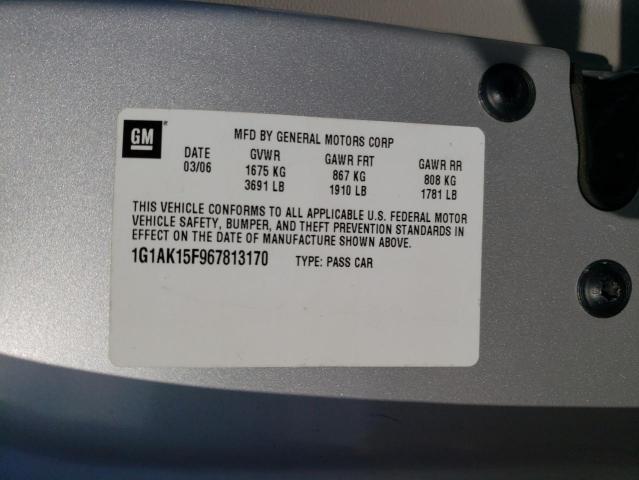 GM
MFD BY GENERAL MOTORS CORP
DATE GVWR GAWR FRT GAWR RR
03/06 1675 KG 867 KG 808 KG
3691 LB 1910 LB 1781 LB
THIS VEHICLE CONFORMS TO ALL APPLICABLE U.S. FEDERAL MOTOR
VEHICLE SAFETY, BUMPER, AND THEFT PREVENTION STANDARDS IN
EFFECT ON THE DATE OF MANUFACTURE SHOWN ABOVE.
1G1AK15F967813170 TYPE: PASS CAR